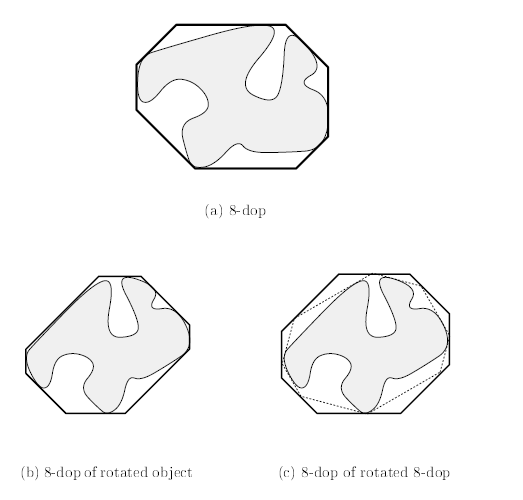 (a) 8-dop
(b) 8-dop of rotated object
(c) 8-dop of rotated 8-dop